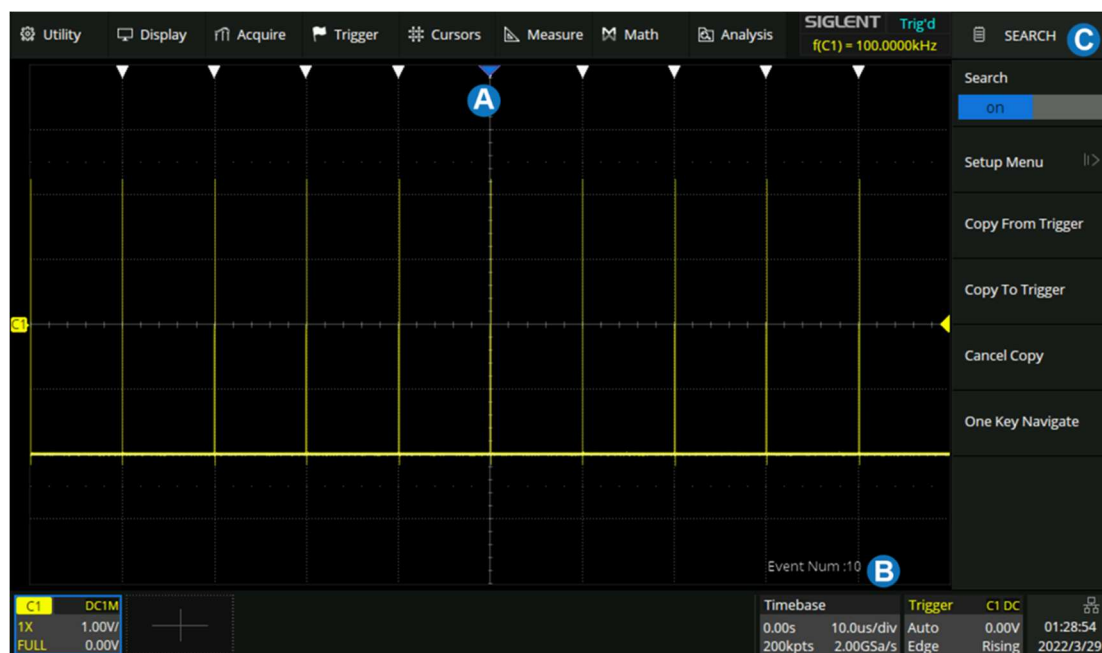 Utility
Display
Acquire
Trigger
Cursors
Measure
Math
Analysis
SIGLENT Trig'd
f(C1) = 100.0000kHz
SEARCH
C
Search
on
Setup Menu
Copy From Trigger
Copy To Trigger
Cancel Copy
One Key Navigate
A
C1
Event Num :10
B
C1 DC1M
1X 1.00V/
FULL 0.00V
Timebase
0.00s 10.0us/div
200kpts 2.00GSa/s
Trigger C1 DC
Auto 0.00V
Edge Rising
01:28:54
2022/3/29